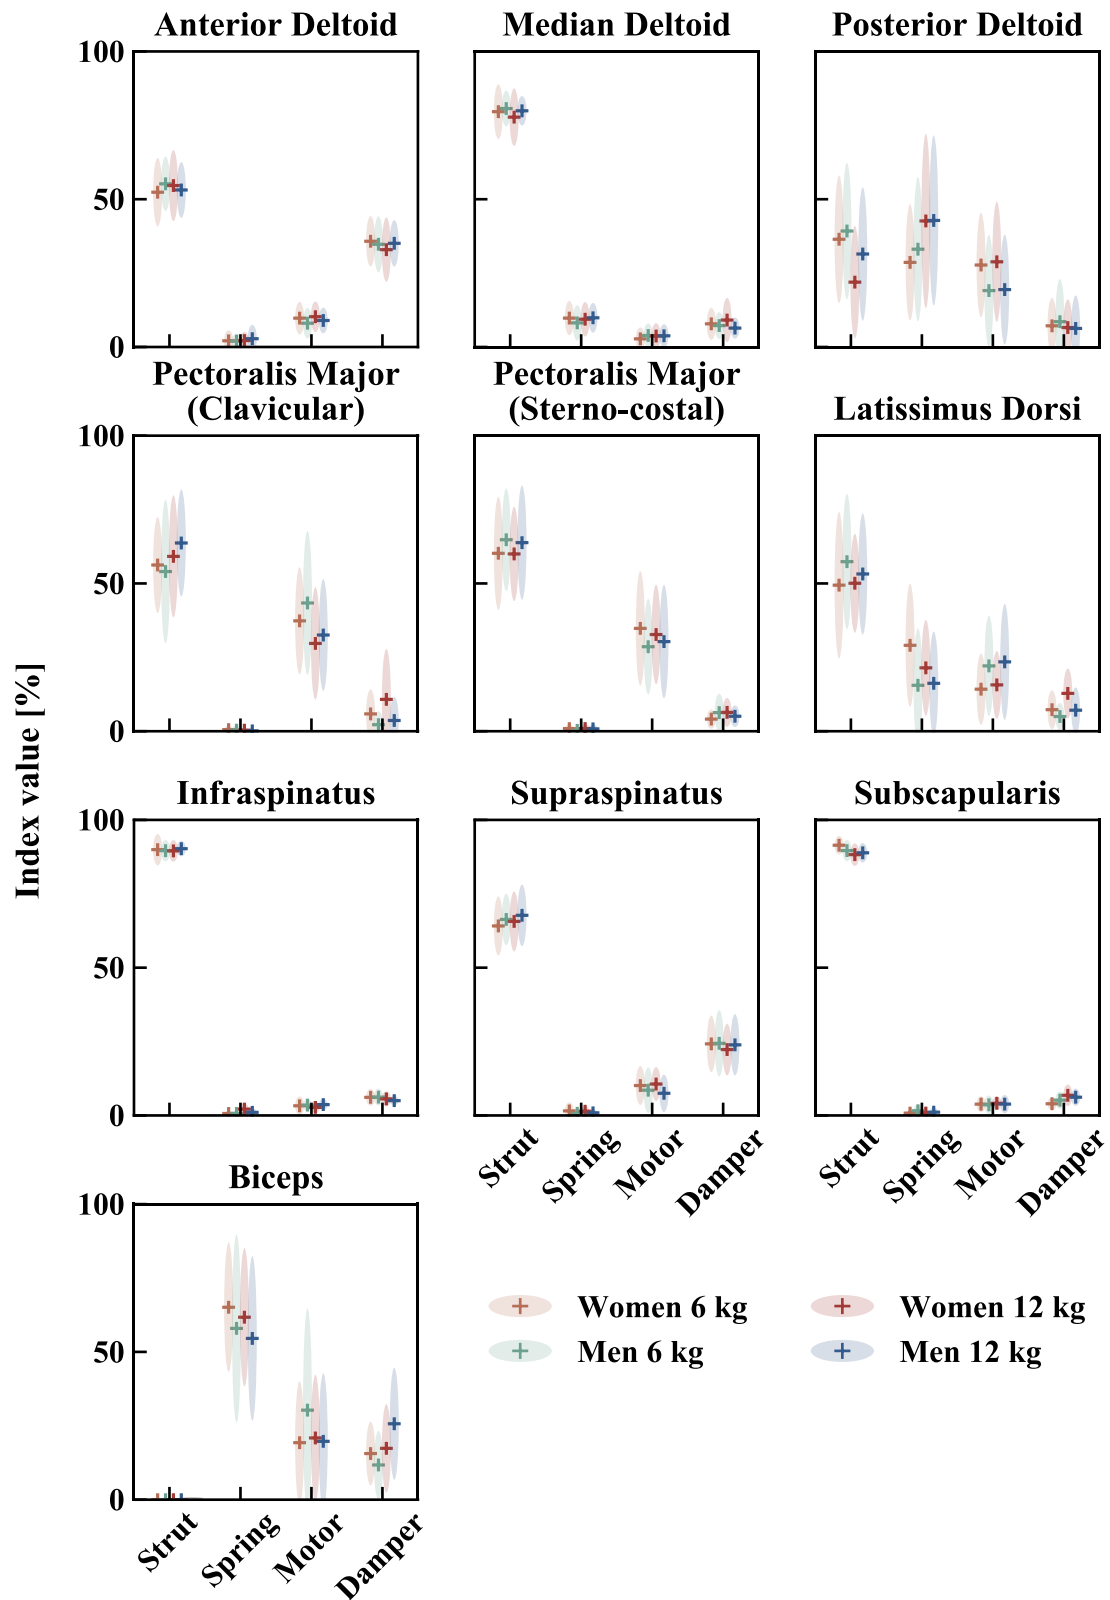 Anterior Deltoid
Median Deltoid
Posterior Deltoid
100
50
0
Pectoralis Major
(Clavicular)
Pectoralis Major
(Sterno-costal)
Latissimus Dorsi
100
50
0
Index value [%]
Infraspinatus
Supraspinatus
Subscapularis
100
50
0
Strut
Spring
Motor
Damper
Strut
Spring
Motor
Damper
Biceps
100
50
0
Strut
Spring
Motor
Damper
Women 6 kg
Women 12 kg
Men 6 kg
Men 12 kg